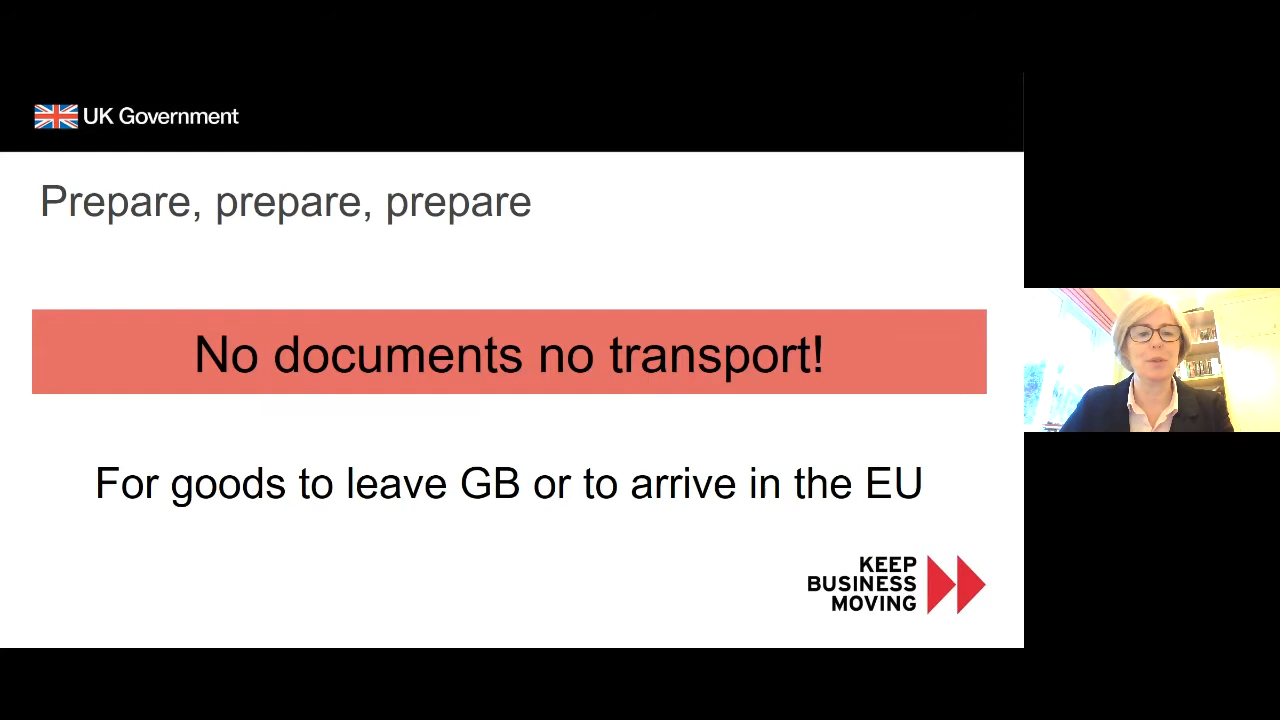 UK Government
Prepare, prepare, prepare
No documents no transport!
For goods to leave GB or to arrive in the EU
KEEP
BUSINESS
MOVING